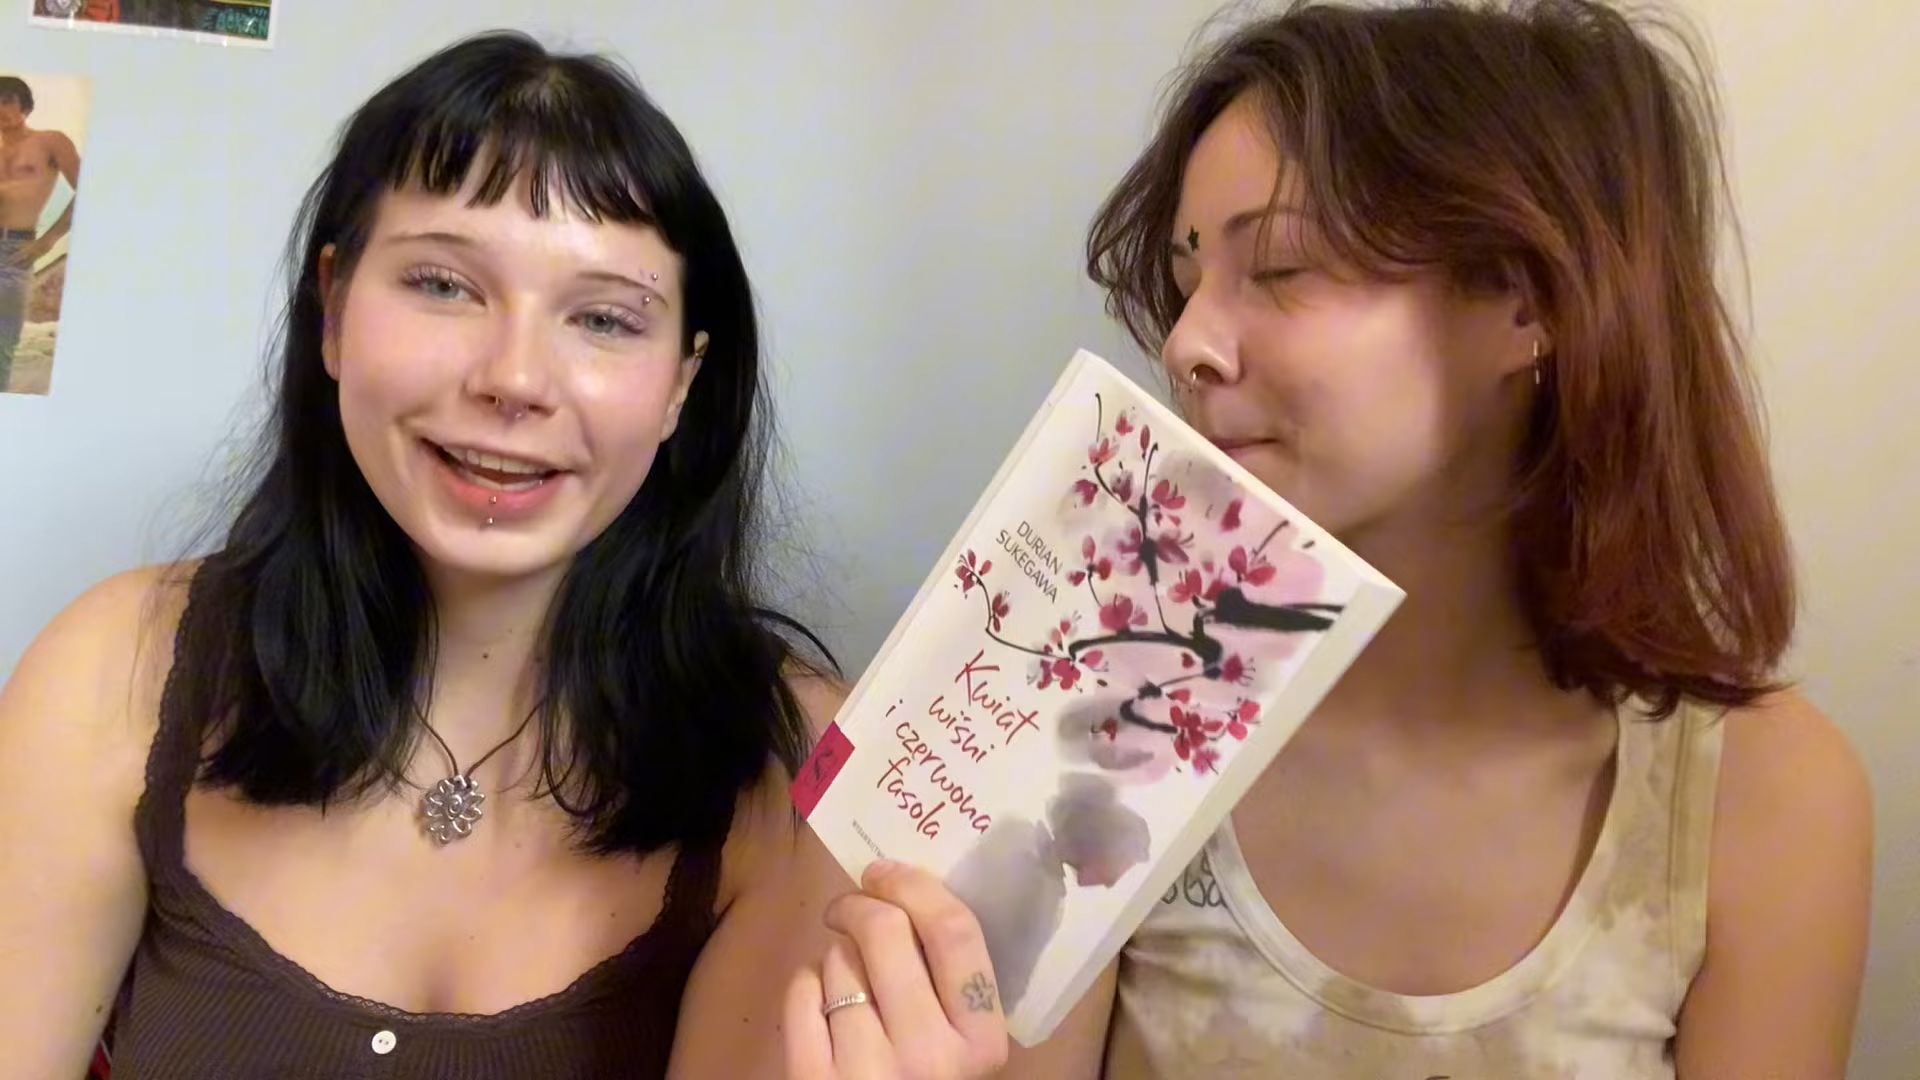 DURIAN
SUKEGAWA
Kwiat
wiśni
i czerwona
fasola